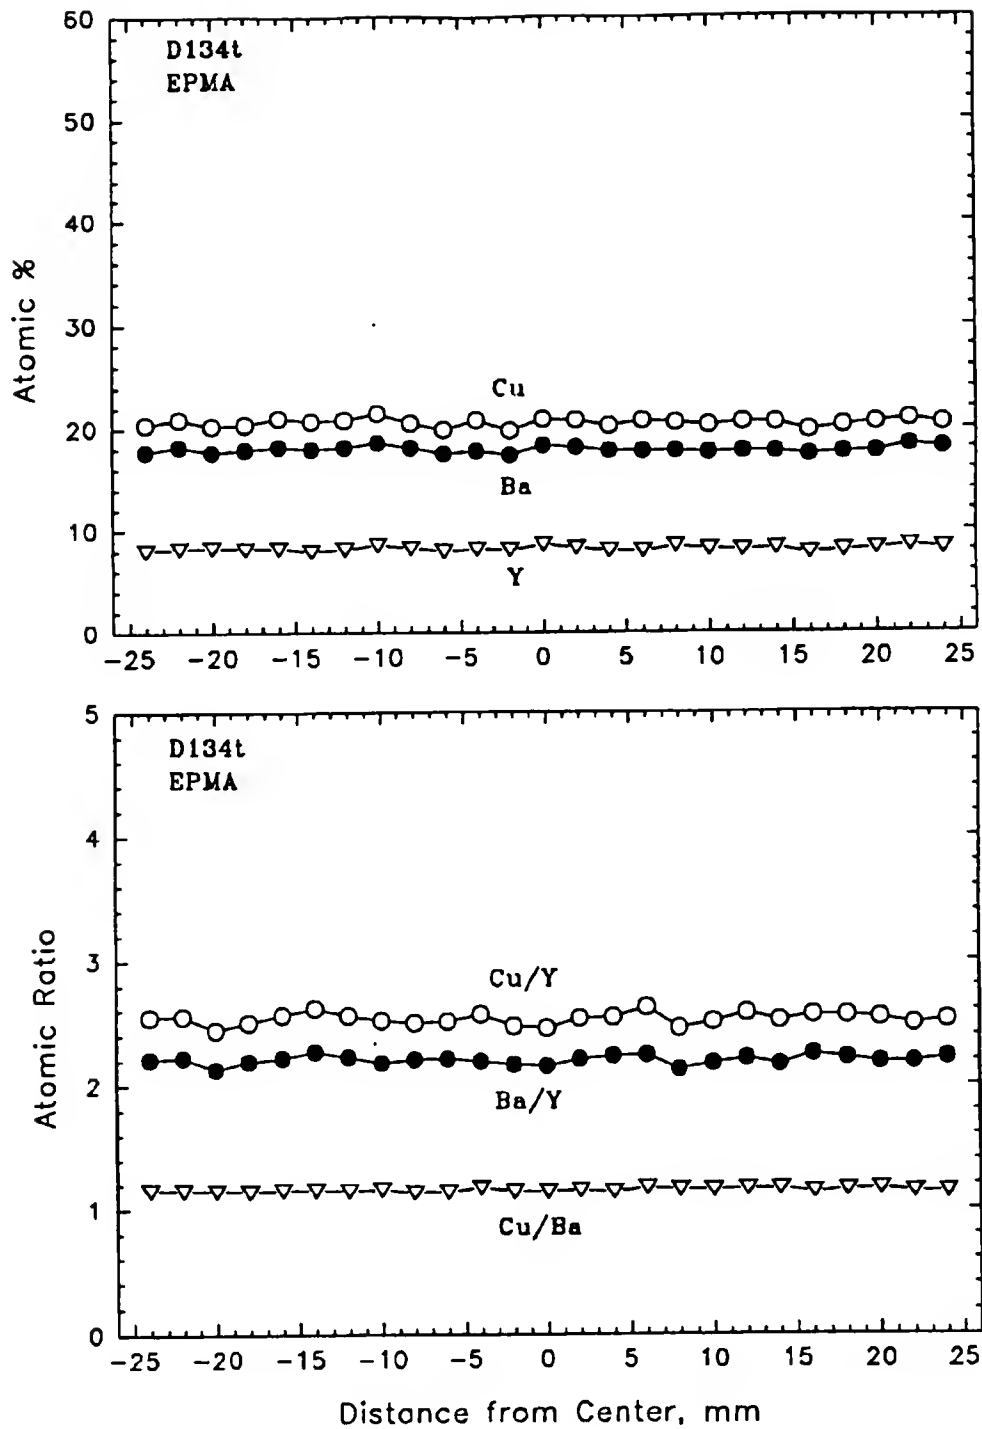 60
D134t
EPMA
50
40
30
20
10
0
Atomic %
Cu
Ba
Y
-25 -20 -15 -10 -5 0 5 10 15 20 25
5
D134t
EPMA
4
3
2
1
0
Atomic Ratio
Cu/Y
Ba/Y
Cu/Ba
-25 -20 -15 -10 -5 0 5 10 15 20 25
Distance from Center, mm